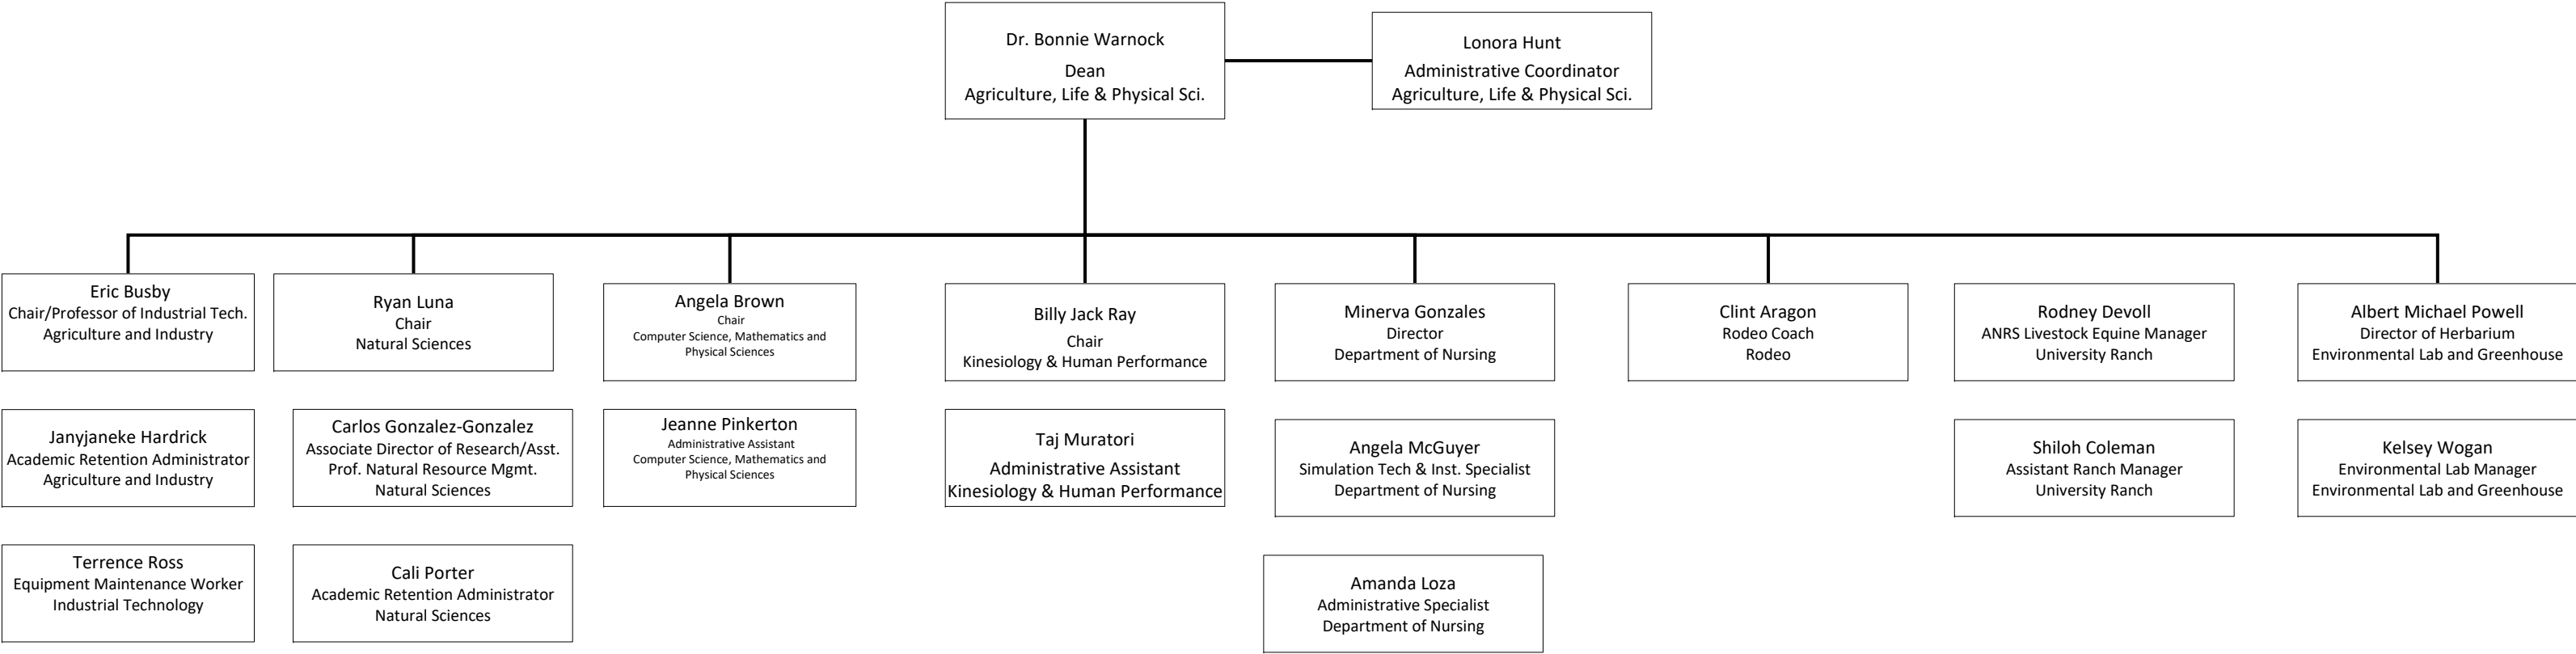 Dr. Bonnie Warnock
Dean
Agriculture, Life & Physical Sci.
Lonora Hunt
Administrative Coordinator
Agriculture, Life & Physical Sci.
Eric Busby
Chair/Professor of Industrial Tech.
Agriculture and Industry
Ryan Luna
Chair
Natural Sciences
Angela Brown
Chair
Computer Science, Mathematics and
Physical Sciences
Billy Jack Ray
Chair
Kinesiology & Human Performance
Minerva Gonzales
Director
Department of Nursing
Clint Aragon
Rodeo Coach
Rodeo
Rodney Devoll
ANRS Livestock Equine Manager
University Ranch
Albert Michael Powell
Director of Herbarium
Environmental Lab and Greenhouse
Janyjaneke Hardrick
Academic Retention Administrator
Agriculture and Industry
Carlos Gonzalez-Gonzalez
Associate Director of Research/Asst.
Prof. Natural Resource Mgmt.
Natural Sciences
Jeanne Pinkerton
Administrative Assistant
Computer Science, Mathematics and
Physical Sciences
Taj Muratori
Administrative Assistant
Kinesiology & Human Performance
Angela McGuyer
Simulation Tech & Inst. Specialist
Department of Nursing
Shiloh Coleman
Assistant Ranch Manager
University Ranch
Kelsey Wogan
Environmental Lab Manager
Environmental Lab and Greenhouse
Terrence Ross
Equipment Maintenance Worker
Industrial Technology
Cali Porter
Academic Retention Administrator
Natural Sciences
Amanda Loza
Administrative Specialist
Department of Nursing